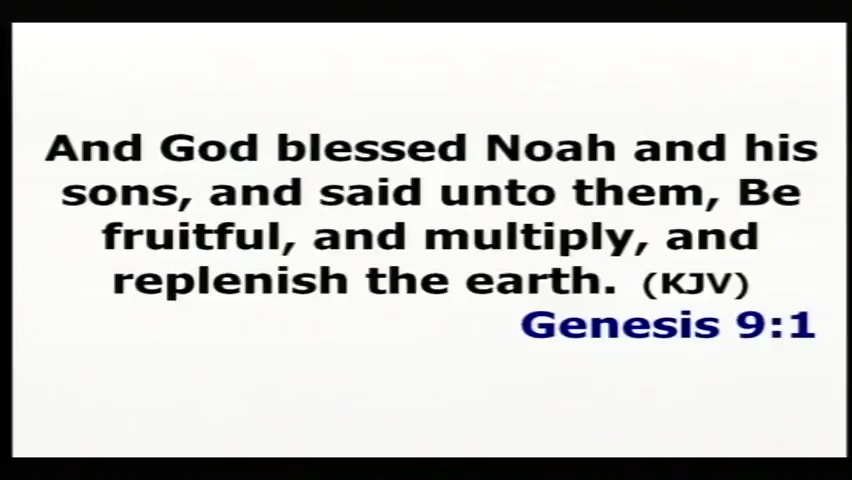 And God blessed Noah and his
sons, and said unto them, Be
fruitful, and multiply, and
replenish the earth. (KJV)
Genesis 9:1